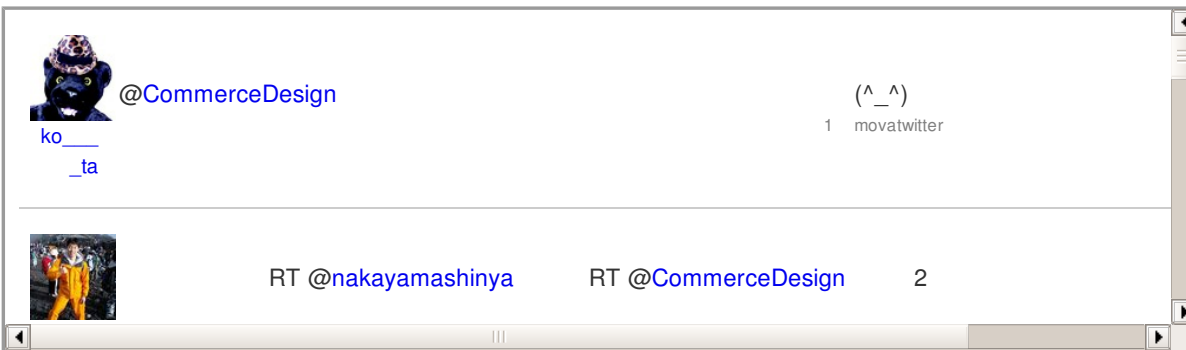 @CommerceDesign (^_^)
1 movatwitter
ko___
_ta
RT @nakayamashinya RT @CommerceDesign 2